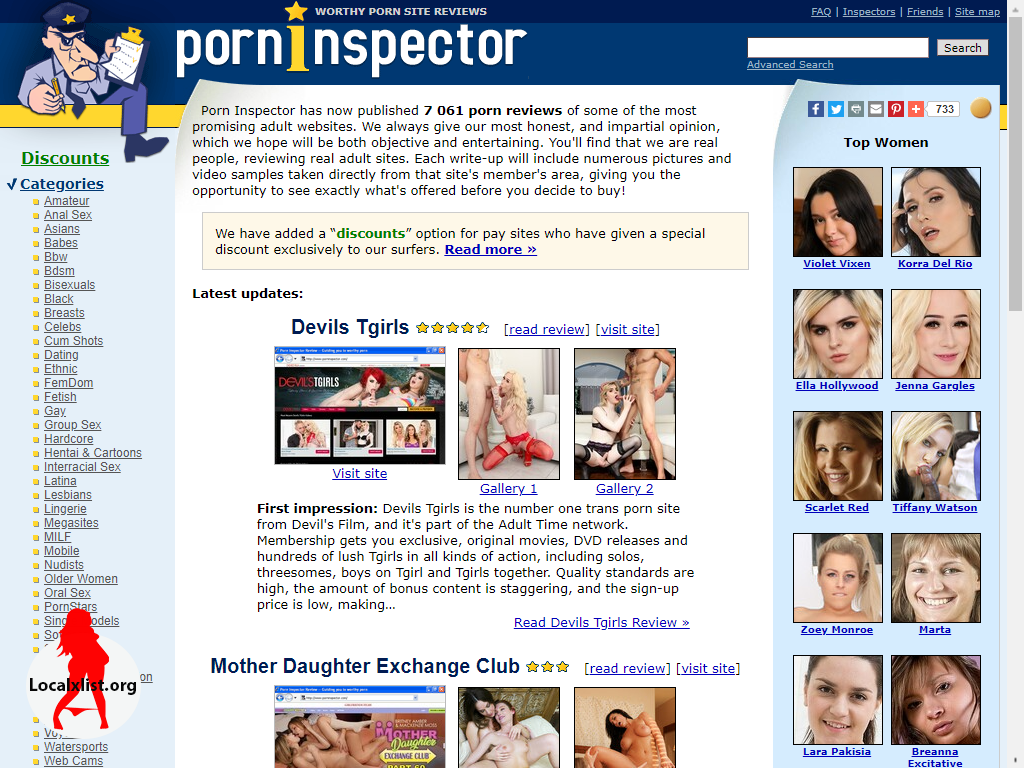 WORTHY PORN SITE REVIEWS
FAQ | Inspectors | Friends | Site map
porn inspector
Search
Advanced Search
Discounts
Categories
Amateur
Anal Sex
Asians
Babes
Bbw
Bdsm
Bisexuals
Black
Breasts
Celebs
Cum Shots
Dating
Ethnic
FemDom
Fetish
Gay
Group Sex
Hardcore
Hentai & Cartoons
Interracial Sex
Latina
Lesbians
Lingerie
Megasites
MILF
Mobile
Nudists
Older Women
Oral Sex
PornStars
Localxlist.org
Watersports
Web Cams
Porn Inspector has now published 7 061 porn reviews of some of the most
promising adult websites. We always give our most honest, and impartial opinion,
which we hope will be both objective and entertaining. You'll find that we are real
people, reviewing real adult sites. Each write-up will include numerous pictures and
video samples taken directly from that site's member's area, giving you the
opportunity to see exactly what's offered before you decide to buy!
We have added a “discounts” option for pay sites who have given a special
discount exclusively to our surfers. Read more »
Latest updates:
Devils Tgirls [read review] [visit site]
DEVIL'STGIRLS
Visit site
Gallery 1
Gallery 2
First impression: Devils Tgirls is the number one trans porn site
from Devil's Film, and it's part of the Adult Time network.
Membership gets you exclusive, original movies, DVD releases and
hundreds of lush Tgirls in all kinds of action, including solos,
threesomes, boys on Tgirl and Tgirls together. Quality standards are
high, the amount of bonus content is staggering, and the sign-up
price is low, making...
Read Devils Tgirls Review »
Mother Daughter Exchange Club [read review] [visit site]
MOTHER
Daughter
EXCHANGE CLUB
733
Top Women
Violet Vixen
Korra Del Rio
Ella Hollywood
Jenna Gargles
Scarlet Red
Tiffany Watson
Zoey Monroe
Marta
Lara Pakisia
Breanna
Excitative